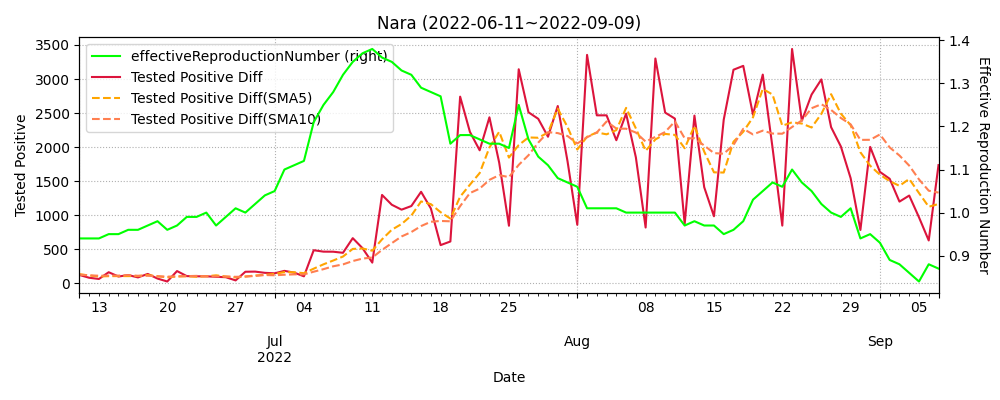 Nara (2022-06-11~2022-09-09)
effectiveReproductionNumber (right)
Tested Positive Diff
Tested Positive Diff(SMA5)
Tested Positive Diff(SMA10)
Tested Positive
3500
3000
2500
2000
1500
1000
500
0
Effective Reproduction Number
1.4
1.3
1.2
1.1
1.0
0.9
13 20 27 04 11 18 25 08 15 22 29 05
Jul Aug Sep
2022
Date